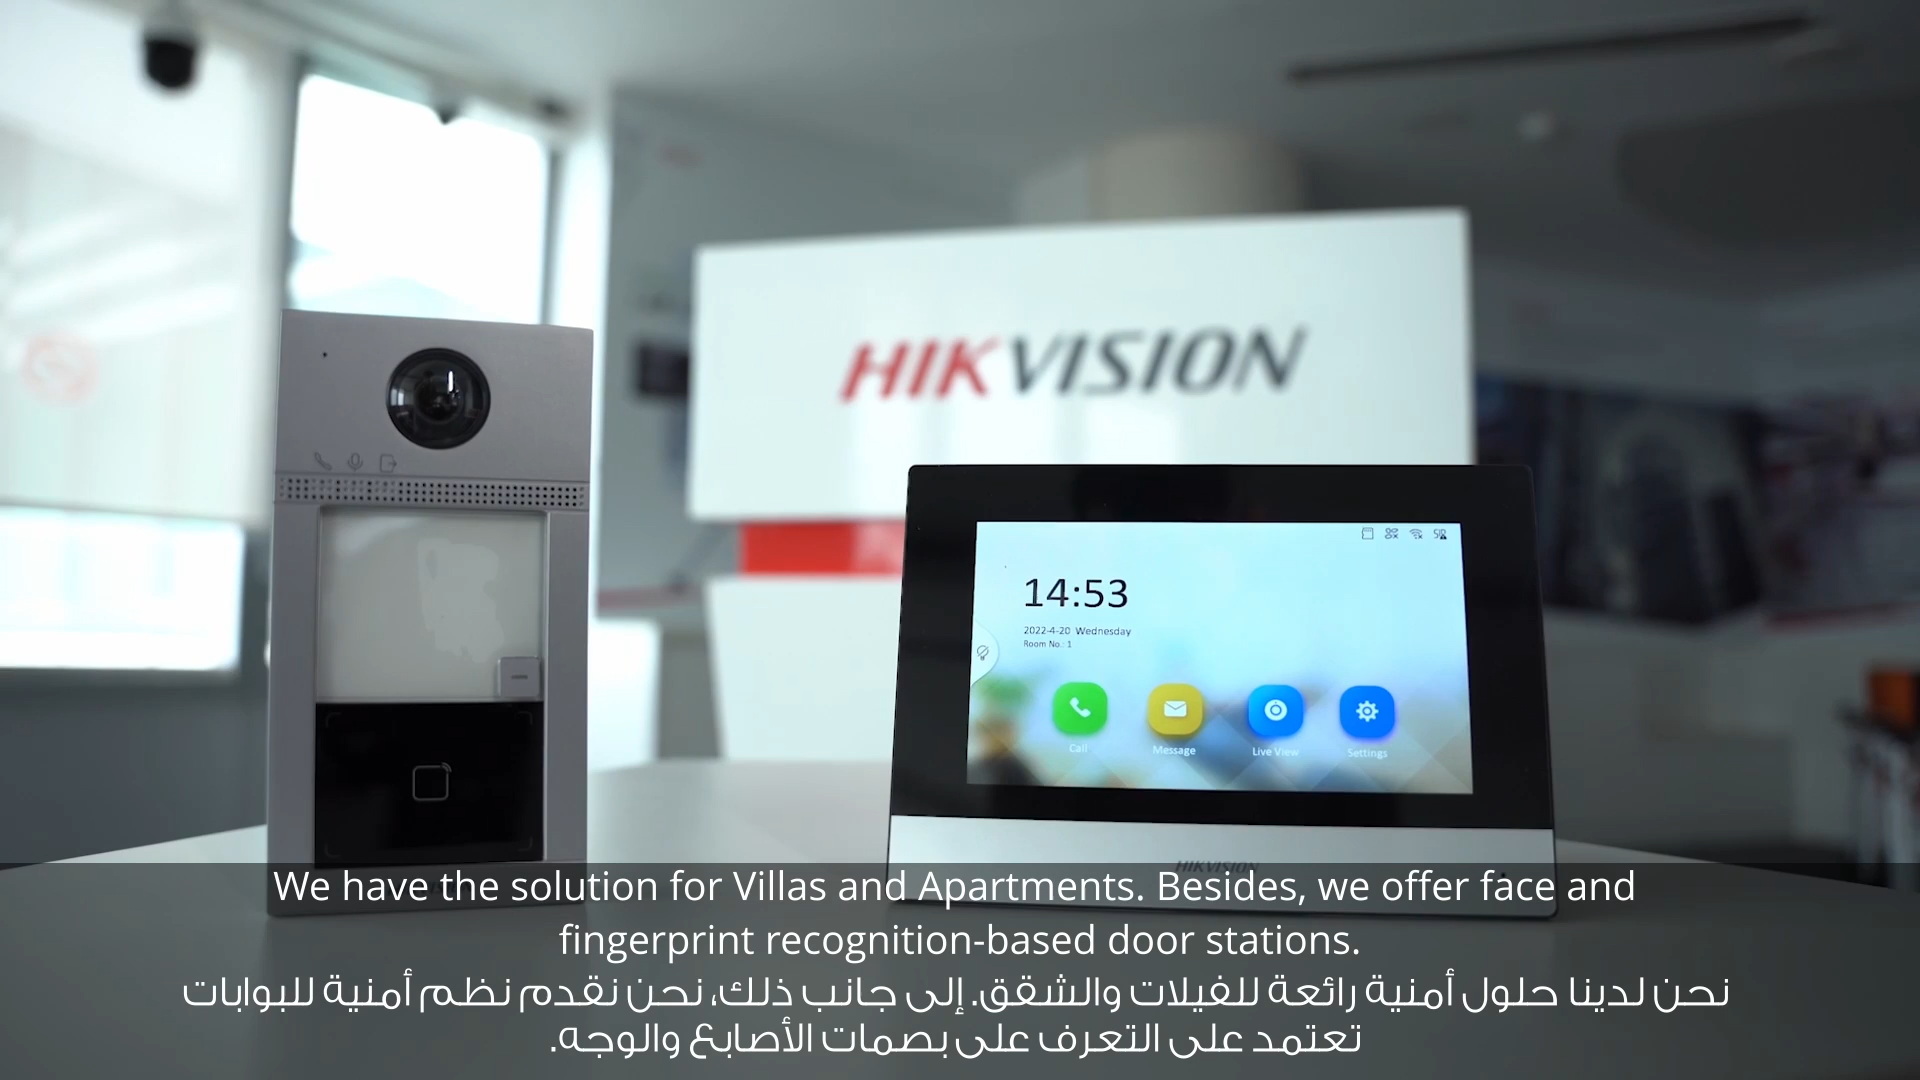 HIKVISION
14:53
2022-4-20 Wednesday
Room No.: 1
Call
Message
Live View
Settings
HIKVISION
We have the solution for Villas and Apartments. Besides, we offer face and
fingerprint recognition-based door stations.
نحن لدينا حلول أمنية رائعة للفيلات والشقق. إلى جانب ذلك، نحن نقدم نظم أمنية للبوابات
تعتمد على التعرف على بصمات الأصابع والوجه.